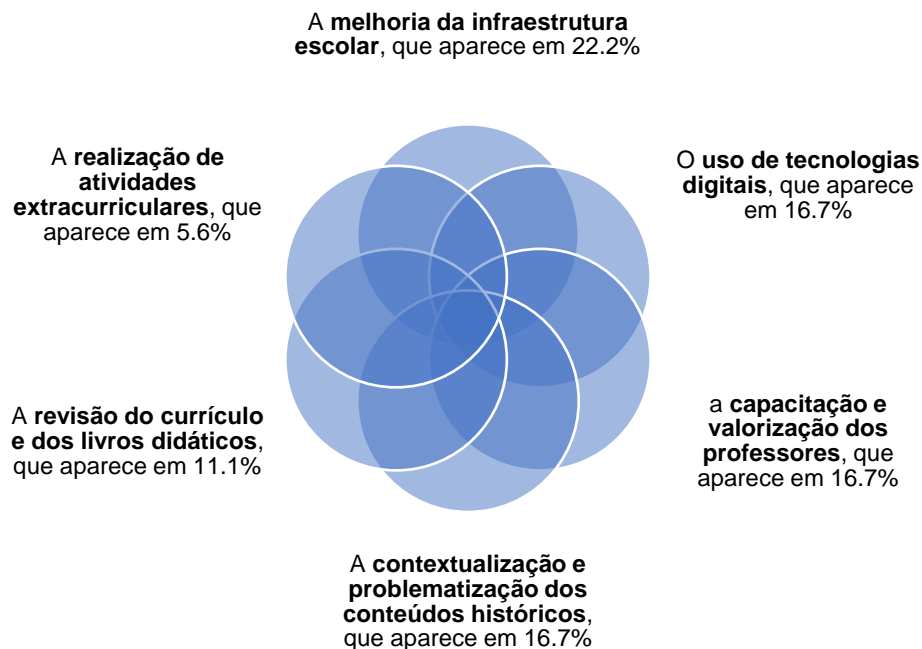 A melhoria da infraestrutura
escolar, que aparece em 22.2%
O uso de tecnologias
digitais, que aparece
em 16.7%
a capacitação e
valorização dos
professores, que
aparece em 16.7%
A contextualização e
problematização dos
conteúdos históricos,
que aparece em 16.7%
A revisão do currículo
e dos livros didáticos,
que aparece em 11.1%
A realização de
atividades
extracurriculares, que
aparece em 5.6%